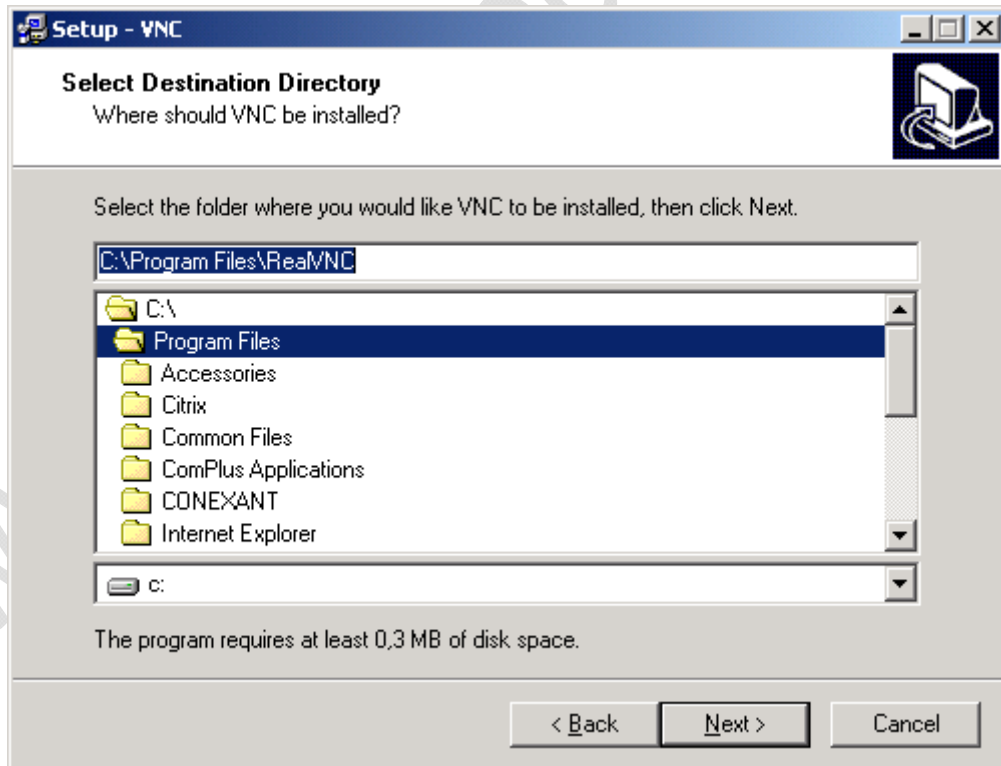 Setup - VNC
Select Destination Directory
Where should VNC be installed?
Select the folder where you would like VNC to be installed, then click Next.
C:\Program Files\RealVNC
C:\
Program Files
Accessories
Citrix
Common Files
ComPlus Applications
CONEXANT
Internet Explorer
c:
The program requires at least 0,3 MB of disk space.
< Back Next > Cancel